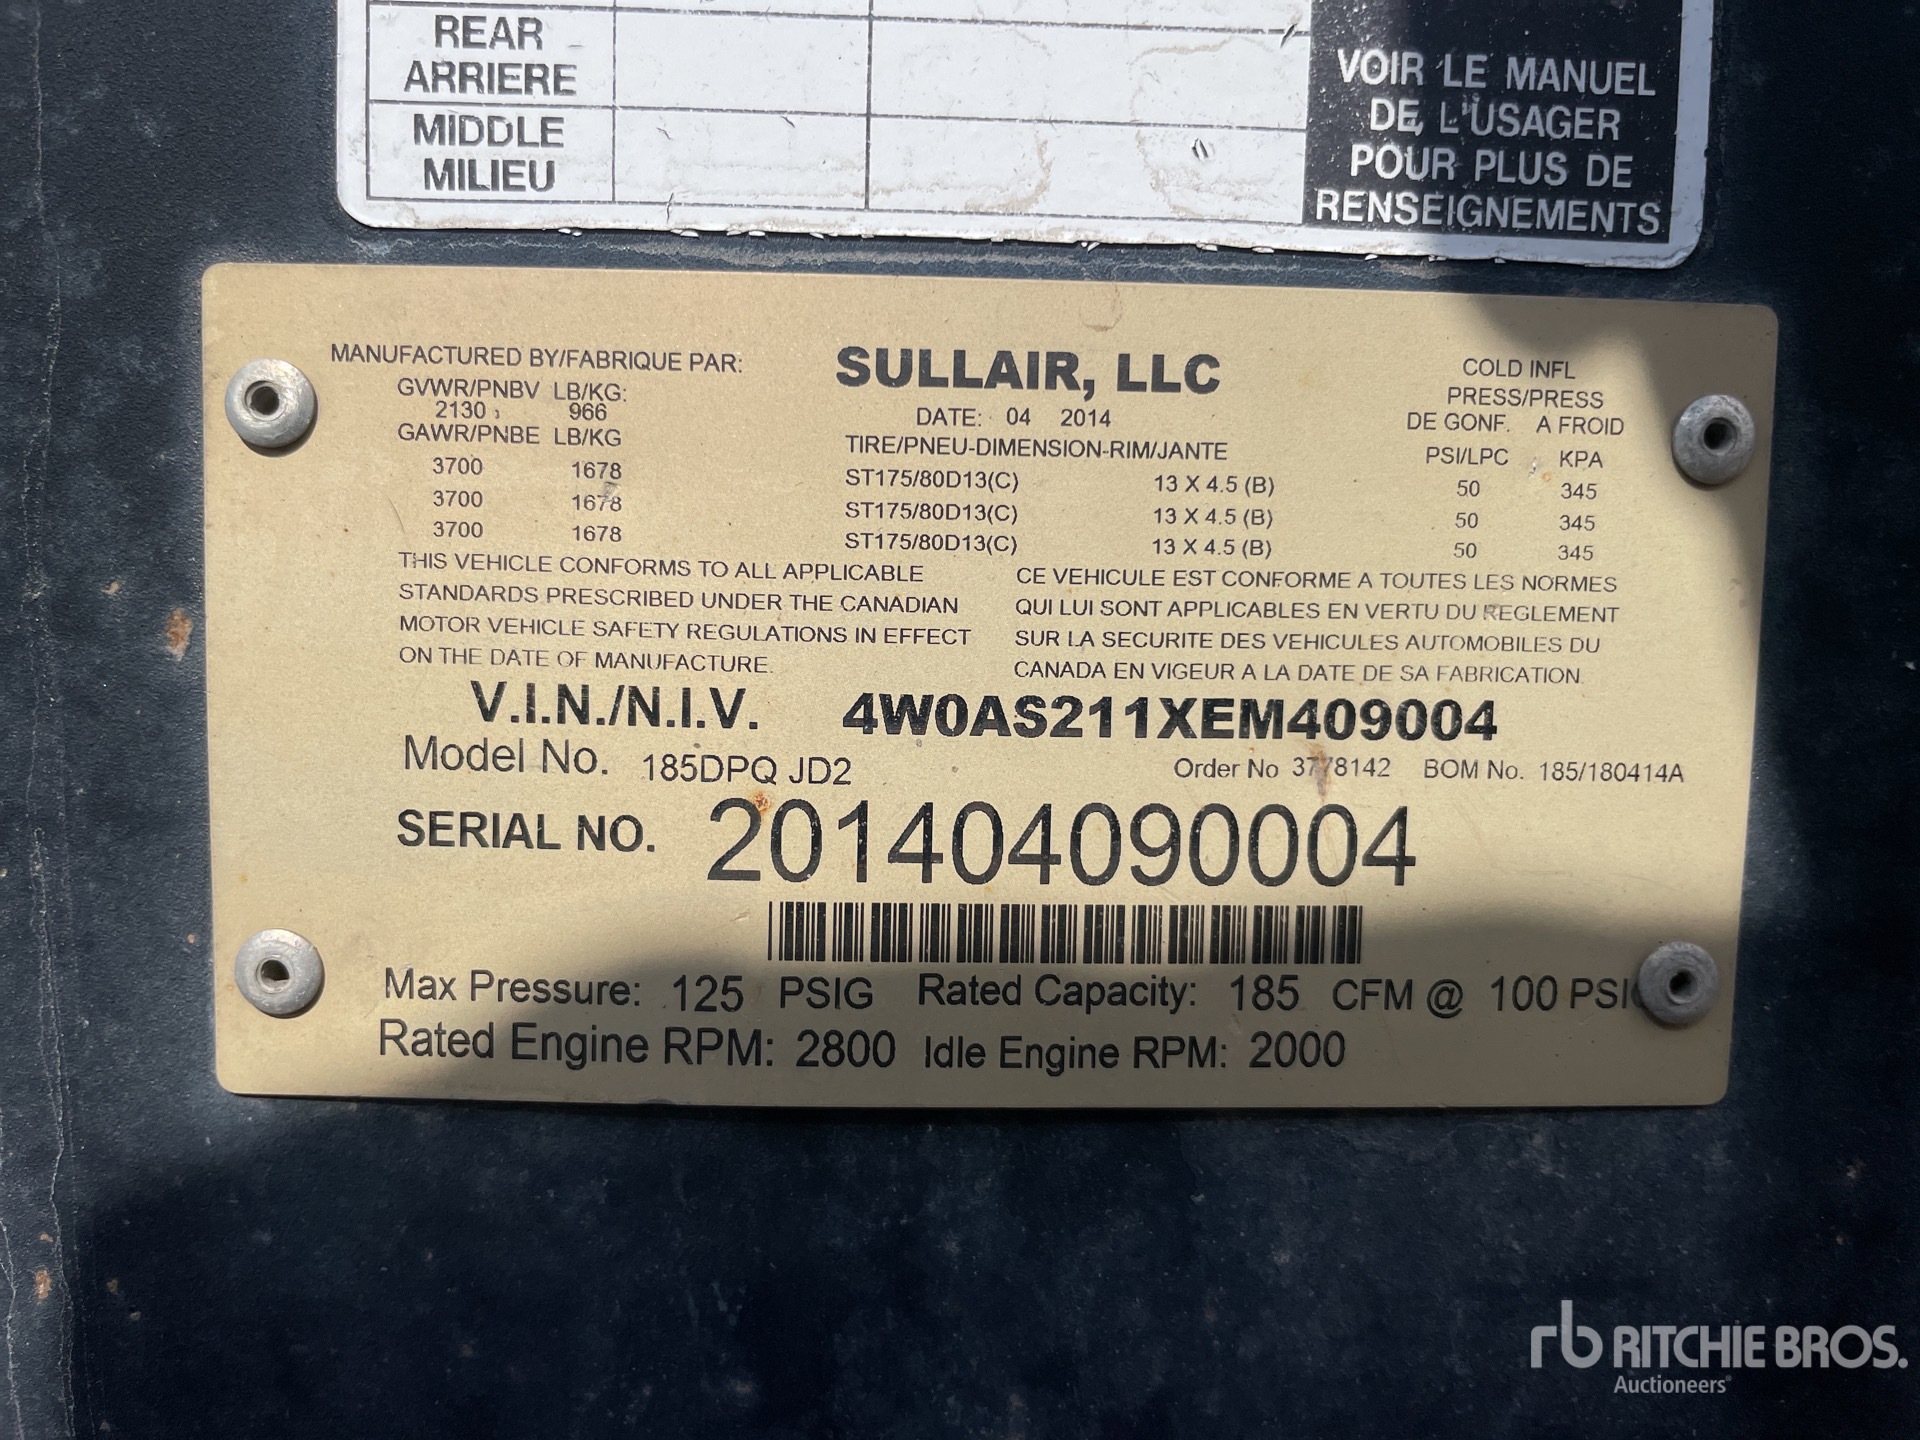 REAR
ARRIERE
MIDDLE
MILIEU
VOIR LE MANUEL
DE L'USAGER
POUR PLUS DE
RENSEIGNEMENTS
MANUFACTURED BY/FABRIQUE PAR: SULLAIR, LLC
GVWR/PNBV LB/KG:
2130 966
GAWR/PNBE LB/KG
3700 1678
3700 1678
3700 1678
DATE: 04 2014
TIRE/PNEU-DIMENSION-RIM/JANTE
ST175/80D13(C) 13 X 4.5 (B)
ST175/80D13(C) 13 X 4.5 (B)
ST175/80D13(C) 13 X 4.5 (B)
COLD INFL
PRESS/PRESS
DE GONF. A FROID
PSI/LPC KPA
50 345
50 345
50 345
THIS VEHICLE CONFORMS TO ALL APPLICABLE
STANDARDS PRESCRIBED UNDER THE CANADIAN
MOTOR VEHICLE SAFETY REGULATIONS IN EFFECT
ON THE DATE OF MANUFACTURE.
CE VEHICULE EST CONFORME A TOUTES LES NORMES
QUI LUI SONT APPLICABLES EN VERTU DU REGLEMENT
SUR LA SECURITE DES VEHICULES AUTOMOBILES DU
CANADA EN VIGEUR A LA DATE DE SA FABRICATION.
V.I.N./N.I.V. 4W0AS211XEM409004
Model No. 185DPQ JD2 Order No 3778142 BOM No. 185/180414A
SERIAL NO. 201404090004
Max Pressure: 125 PSIG Rated Capacity: 185 CFM @ 100 PSIG
Rated Engine RPM: 2800 Idle Engine RPM: 2000
rb RITCHIE BROS.
Auctioneers